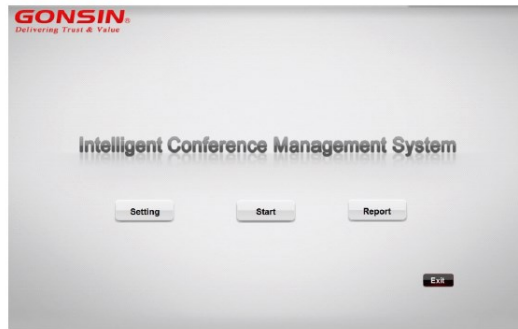 GONSIN®
Delivering Trust & Value
Intelligent Conference Management System
Setting
Start
Report
Exit